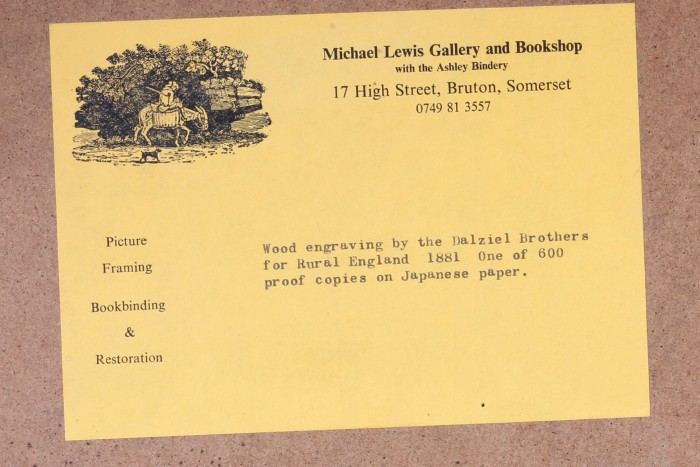 Michael Lewis Gallery and Bookshop
with the Ashley Bindery
17 High Street, Bruton, Somerset
0749 81 3557
Picture
Framing
Bookbinding
&
Restoration
Wood engraving by the Dalziel Brothers
for Rural England 1881 One of 600
proof copies on Japanese paper.